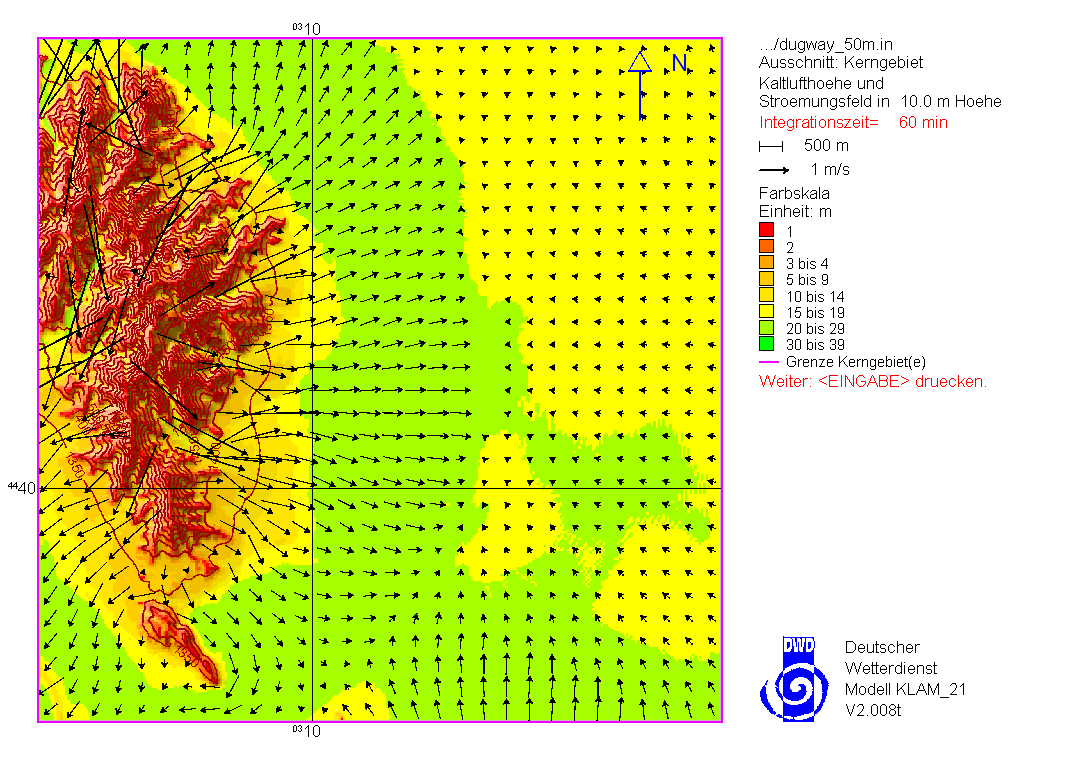 0310
N
4440
1350
0310
.../dugway_50m.in
Ausschnitt: Kerngebiet
Kaltlufthoehe und
Stroemungsfeld in 10.0 m Hoehe
Integrationszeit= 60 min
500 m
1 m/s
Farbskala
Einheit: m
1
2
3 bis 4
5 bis 9
10 bis 14
15 bis 19
20 bis 29
30 bis 39
Grenze Kerngebiet(e)
Weiter: <EINGABE> druecken.
DWD
Deutscher
Wetterdienst
Modell KLAM_21
V2.008t